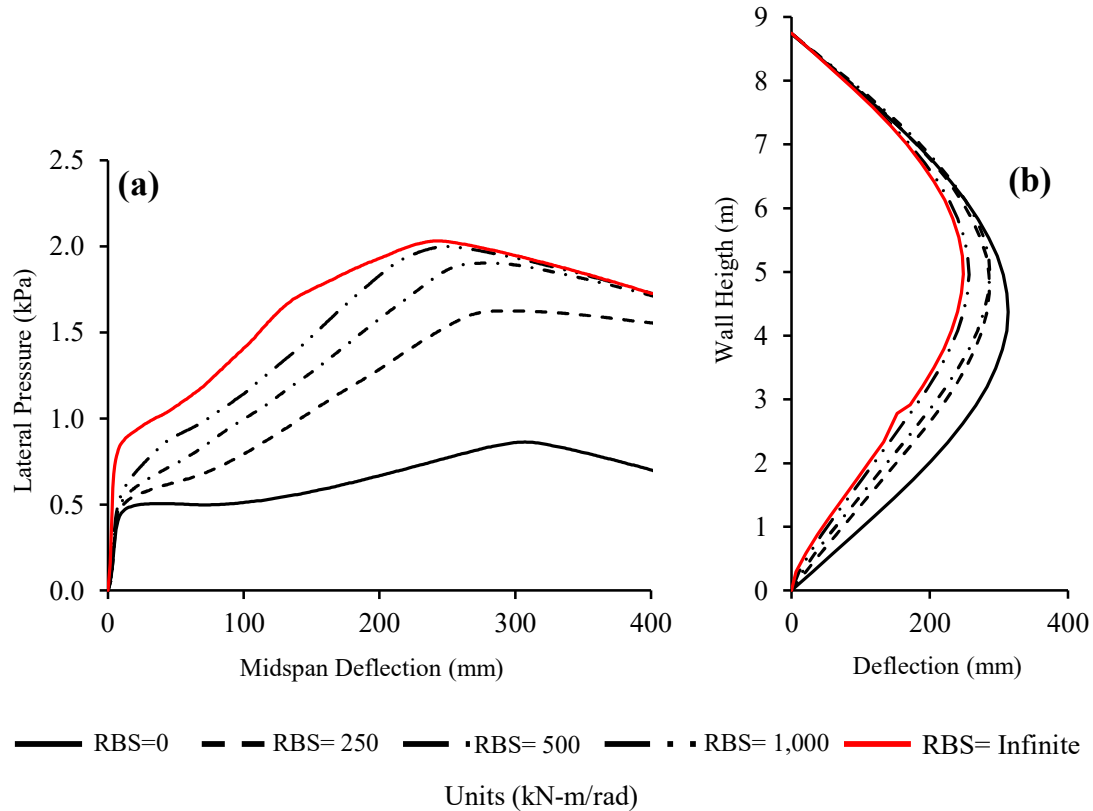 (a)
Lateral Pressure (kPa)
2.5
2.0
1.5
1.0
0.5
0.0
0 100 200 300 400
Midspan Deflection (mm)
(b)
Wall Heigth (m)
9
8
7
6
5
4
3
2
1
0
0 200 400
Deflection (mm)
RBS=0 RBS= 250 RBS= 500 RBS= 1,000 RBS= Infinite
Units (kN-m/rad)